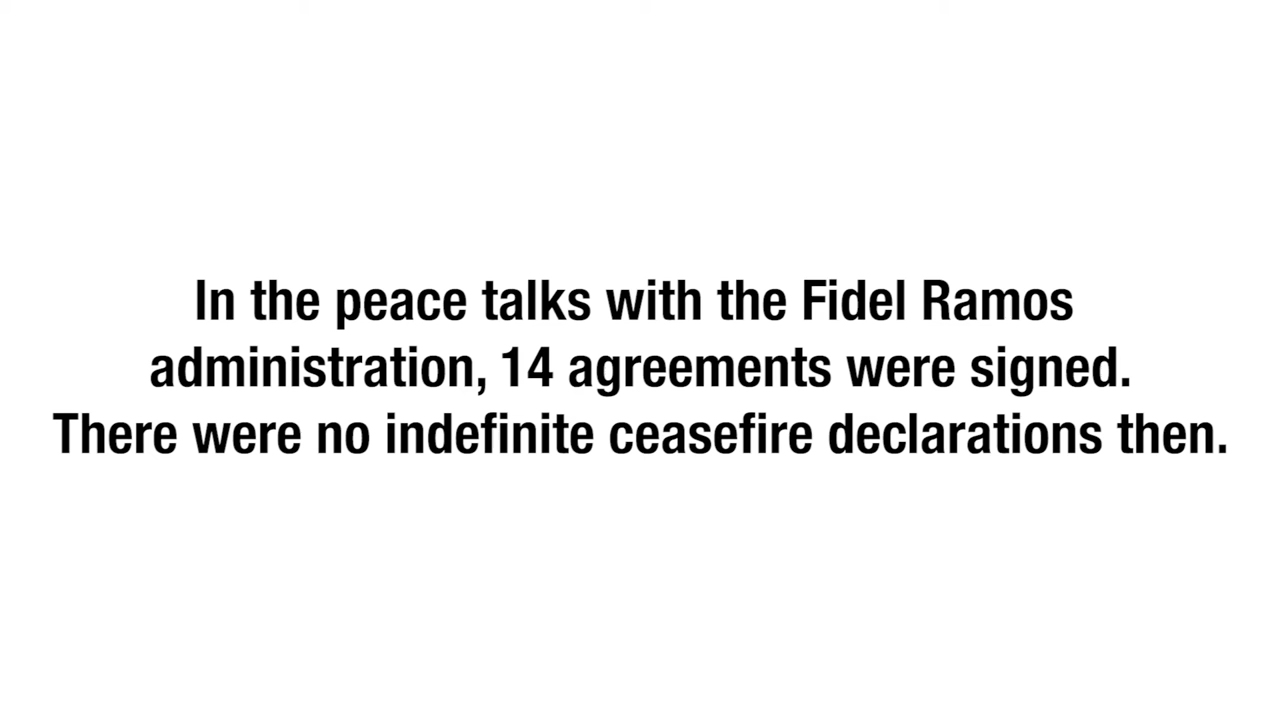 In the peace talks with the Fidel Ramos
administration, 14 agreements were signed.
There were no indefinite ceasefire declarations then.